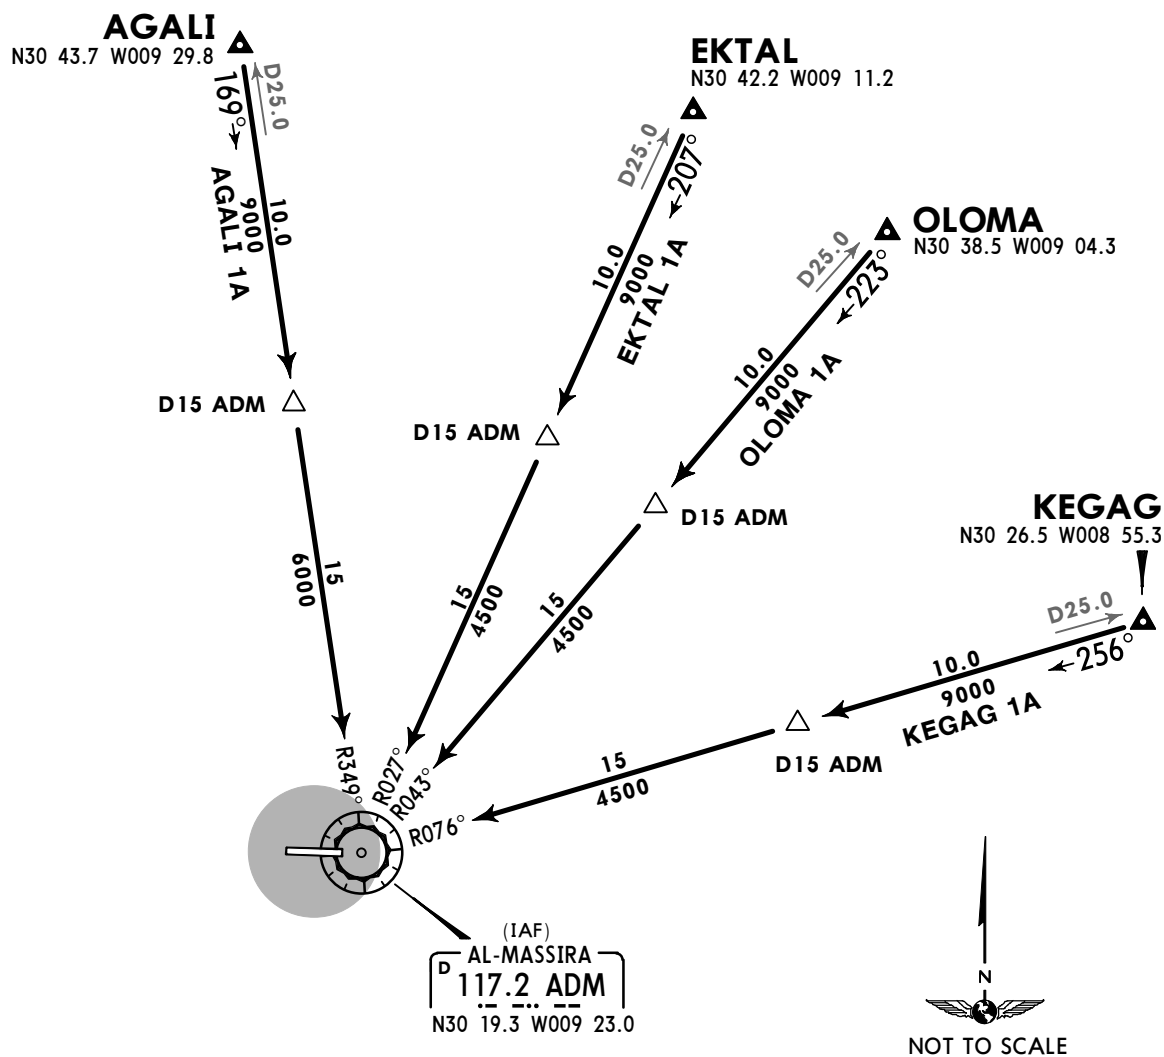 AGALI
N30 43.7 W009 29.8
D25.0
169°
10.0
9000
AGALI 1A
D15 ADM
15
6000
R349°
EKTAL
N30 42.2 W009 11.2
D25.0
207°
10.0
9000
EKTAL 1A
D15 ADM
15
4500
R027°
OLOMA
N30 38.5 W009 04.3
D25.0
223°
10.0
9000
OLOMA 1A
D15 ADM
15
4500
R043°
KEGAG
N30 26.5 W008 55.3
D25.0
256°
10.0
9000
KEGAG 1A
D15 ADM
15
4500
R076°
(IAF)
AL-MASSIRA
D 117.2 ADM
N30 19.3 W009 23.0
N
NOT TO SCALE